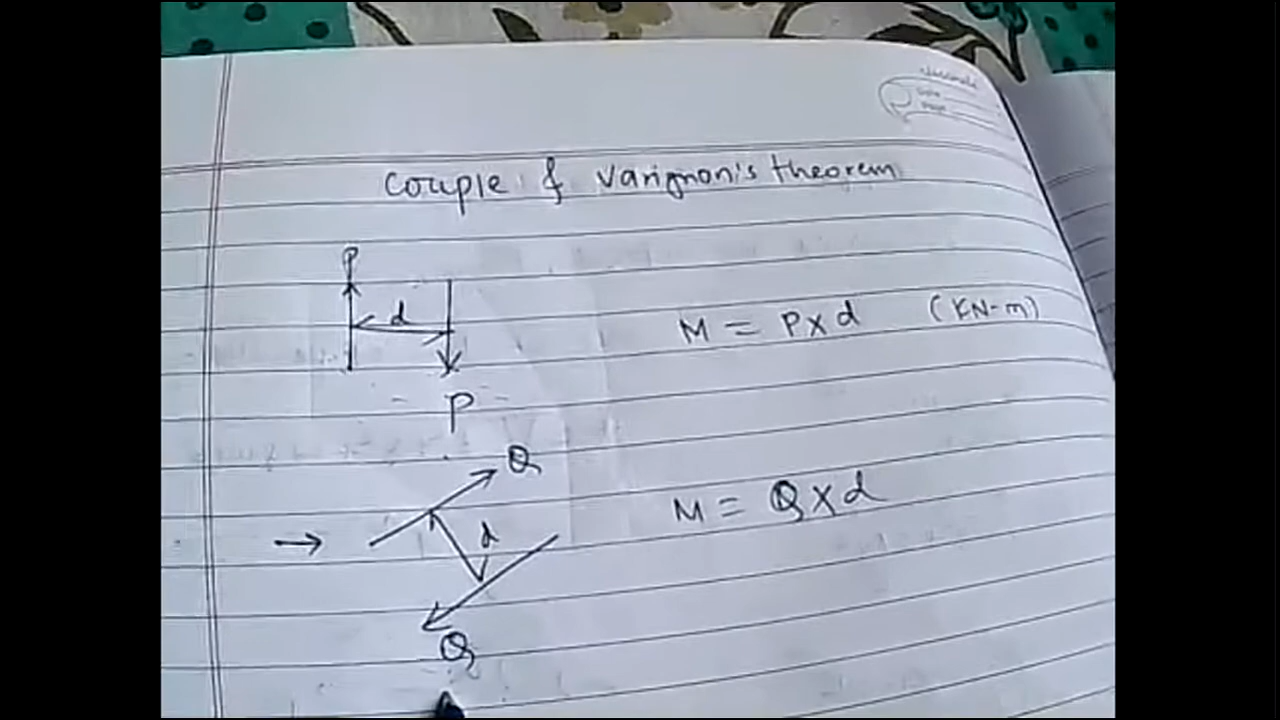 Couple & Varignon's theorem
P
d
M = P x d (KN-m)
P
Q
M = Q x d
d
Q